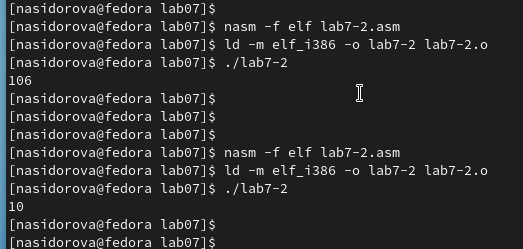 [nasidorova@fedora lab07]$
[nasidorova@fedora lab07]$ nasm -f elf lab7-2.asm
[nasidorova@fedora lab07]$ ld -m elf_i386 -o lab7-2 lab7-2.o
[nasidorova@fedora lab07]$ ./lab7-2
106
[nasidorova@fedora lab07]$
[nasidorova@fedora lab07]$
[nasidorova@fedora lab07]$
[nasidorova@fedora lab07]$ nasm -f elf lab7-2.asm
[nasidorova@fedora lab07]$ ld -m elf_i386 -o lab7-2 lab7-2.o
[nasidorova@fedora lab07]$ ./lab7-2
10
[nasidorova@fedora lab07]$
[nasidorova@fedora lab07]$